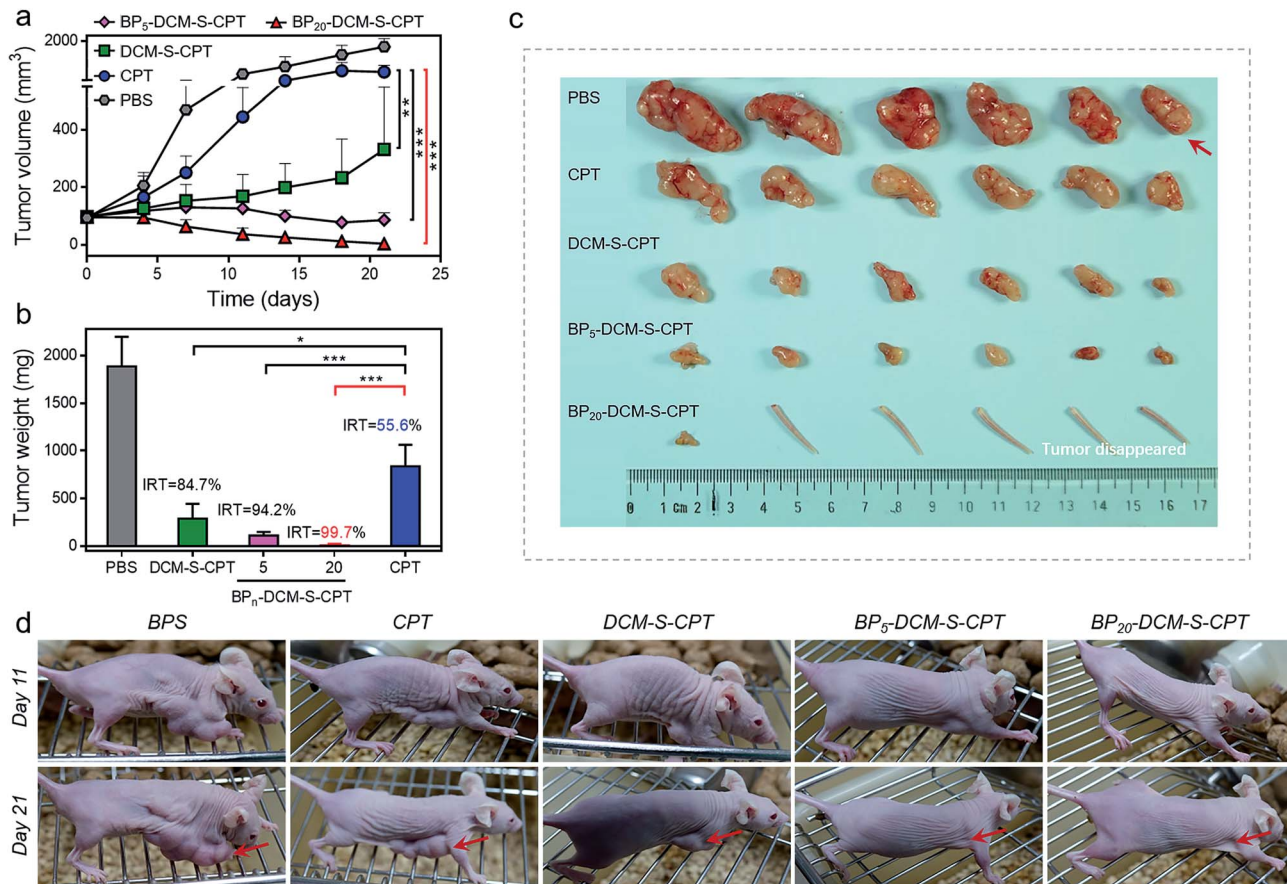 a
BP5-DCM-S-CPT
BP20-DCM-S-CPT
DCM-S-CPT
CPT
PBS
Tumor volume (mm3)
2000
400
200
0
**
***
***
0
5
10
15
20
25
Time (days)
b
Tumor weight (mg)
2000
1500
1000
500
0
*
***
***
IRT=84.7%
IRT=94.2%
IRT=99.7%
IRT=55.6%
PBS
DCM-S-CPT
5
20
CPT
BPn-DCM-S-CPT
c
PBS
CPT
DCM-S-CPT
BP5-DCM-S-CPT
BP20-DCM-S-CPT
Tumor disappeared
0 1 cm 2 3 4 5 6 7 8 9 10 11 12 13 14 15 16 17
d
BPS
CPT
DCM-S-CPT
BP5-DCM-S-CPT
BP20-DCM-S-CPT
Day 11
Day 21